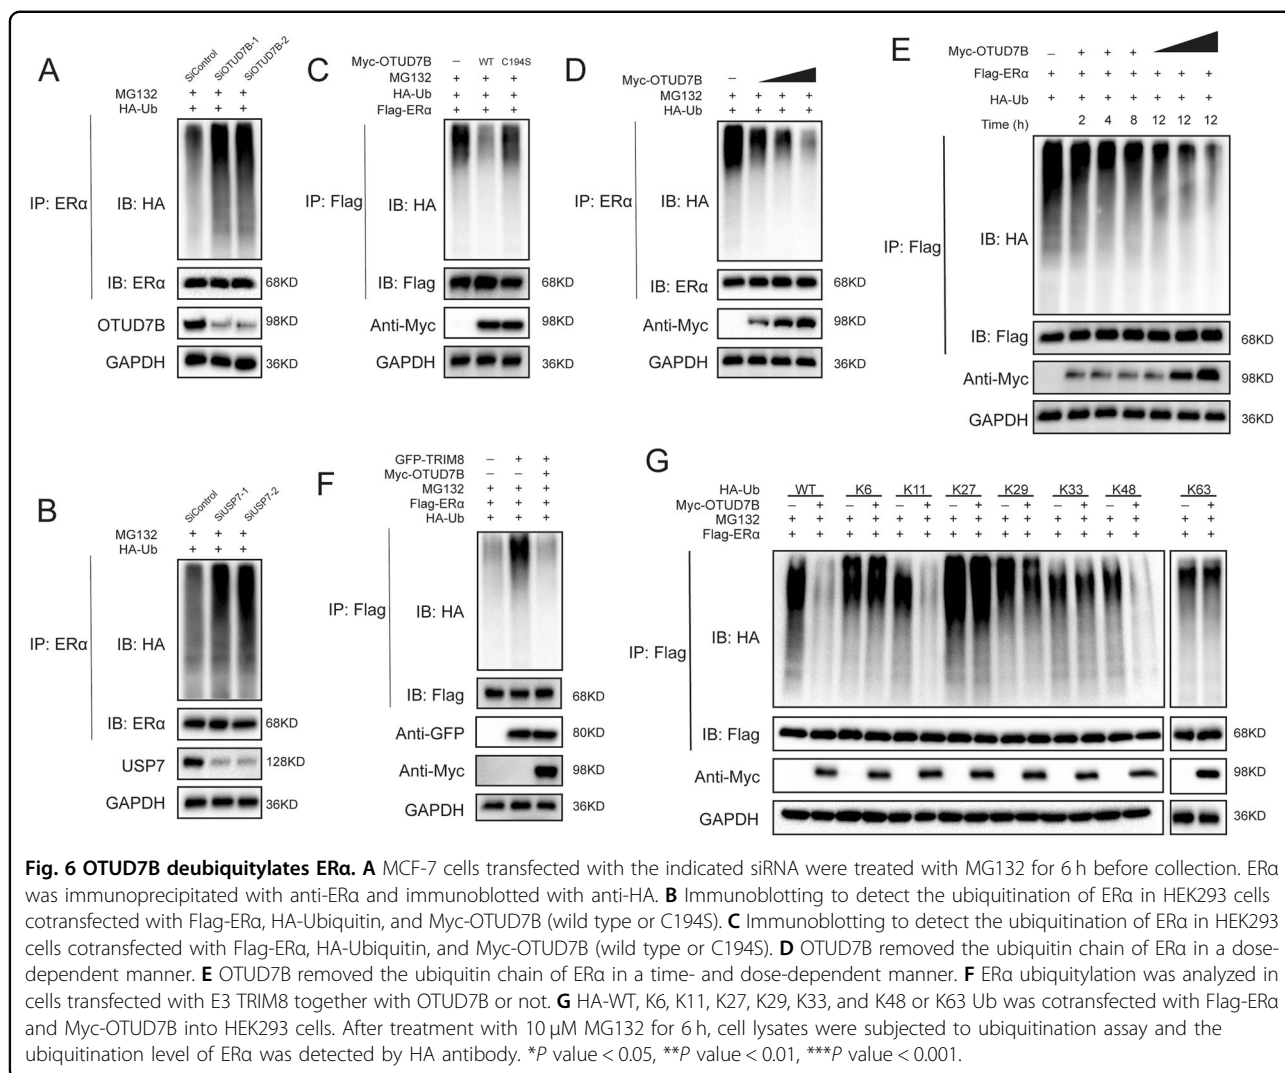 A
SiControl
SiOTUD7B-1
SiOTUD7B-2
MG132 + + +
HA-Ub + + +
IP: ERα
IB: HA
IB: ERα 68KD
OTUD7B 98KD
GAPDH 36KD
C
Myc-OTUD7B – WT C194S
MG132 + + +
HA-Ub + + +
Flag-ERα + + +
IP: Flag
IB: HA
IB: Flag 68KD
Anti-Myc 98KD
GAPDH 36KD
D
Myc-OTUD7B –
MG132 + + + +
HA-Ub + + + +
IP: ERα
IB: HA
IB: ERα 68KD
Anti-Myc 98KD
GAPDH 36KD
E
Myc-OTUD7B – + + +
Flag-ERα + + + + + + +
HA-Ub + + + + + + +
Time (h) 2 4 8 12 12 12
IP: Flag
IB: HA
IB: Flag 68KD
Anti-Myc 98KD
GAPDH 36KD
B
SiControl
SiUSP7-1
SiUSP7-2
MG132 + + +
HA-Ub + + +
IP: ERα
IB: HA
IB: ERα 68KD
USP7 128KD
GAPDH 36KD
F
GFP-TRIM8 – + +
Myc-OTUD7B – – +
MG132 + + +
Flag-ERα + + +
HA-Ub + + +
IP: Flag
IB: HA
IB: Flag 68KD
Anti-GFP 80KD
Anti-Myc 98KD
GAPDH 36KD
G
HA-Ub WT K6 K11 K27 K29 K33 K48 K63
Myc-OTUD7B – + – + – + – + – + – + – + – +
MG132 + + + + + + + + + + + + + + + +
Flag-ERα + + + + + + + + + + + + + + + +
IP: Flag
IB: HA
IB: Flag 68KD
Anti-Myc 98KD
GAPDH 36KD
Fig. 6 OTUD7B deubiquitylates ERα. A MCF-7 cells transfected with the indicated siRNA were treated with MG132 for 6 h before collection. ERα
was immunoprecipitated with anti-ERα and immunoblotted with anti-HA. B Immunoblotting to detect the ubiquitination of ERα in HEK293 cells
cotransfected with Flag-ERα, HA-Ubiquitin, and Myc-OTUD7B (wild type or C194S). C Immunoblotting to detect the ubiquitination of ERα in HEK293
cells cotransfected with Flag-ERα, HA-Ubiquitin, and Myc-OTUD7B (wild type or C194S). D OTUD7B removed the ubiquitin chain of ERα in a dose-
dependent manner. E OTUD7B removed the ubiquitin chain of ERα in a time- and dose-dependent manner. F ERα ubiquitylation was analyzed in
cells transfected with E3 TRIM8 together with OTUD7B or not. G HA-WT, K6, K11, K27, K29, K33, and K48 or K63 Ub was cotransfected with Flag-ERα
and Myc-OTUD7B into HEK293 cells. After treatment with 10 μM MG132 for 6 h, cell lysates were subjected to ubiquitination assay and the
ubiquitination level of ERα was detected by HA antibody. *P value < 0.05, **P value < 0.01, ***P value < 0.001.